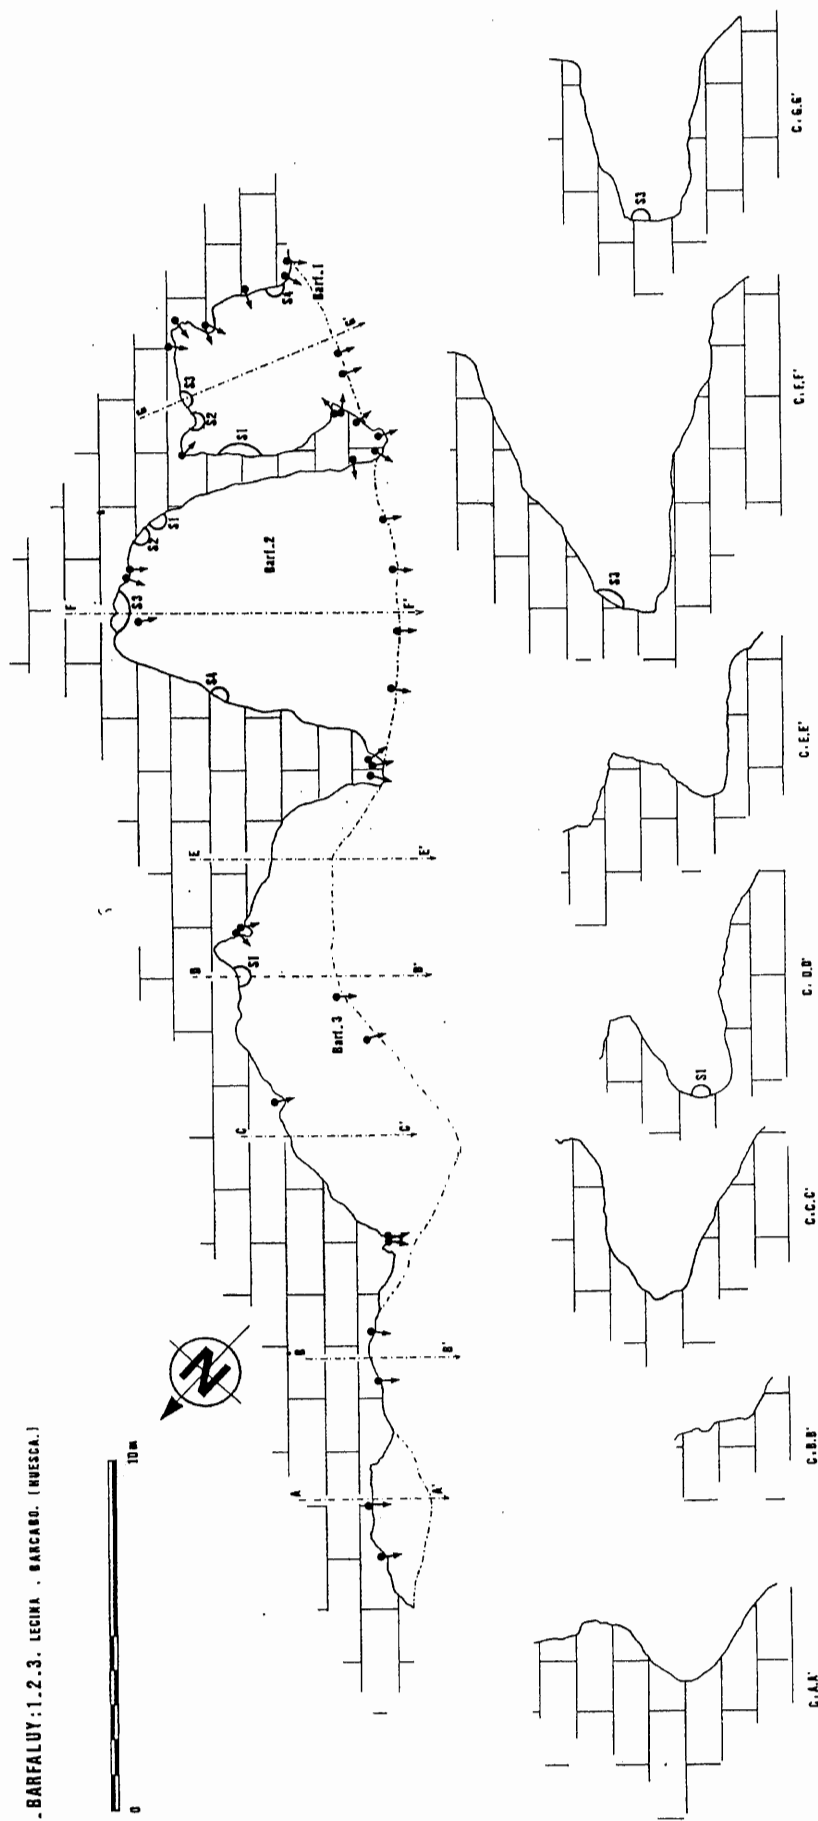 .BARFALUY:1.2.3. LECINA . BARCABO. (HUESCA.)
0
10m
N
A
A'
B
B'
C
C'
B
B'
E
E'
F
F'
G
G'
Barf.3
S1
Barf.2
S4
S3
S2
S1
Barf.1
S1
S2
S3
S4
C.A.A'
C.B.B'
C.C.C'
S1
C.D.D'
C.E.E'
S3
C.F.F'
S3
C.G.G'